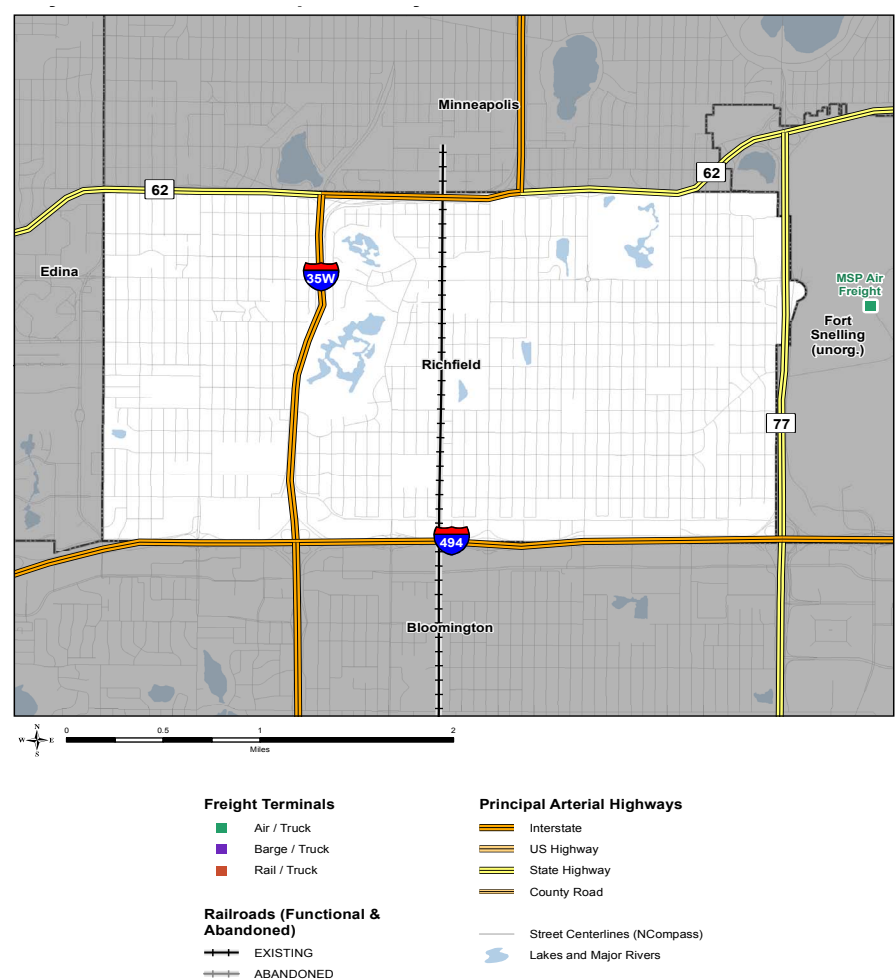 Minneapolis
62
62
Edina
35W
MSP Air
Freight
Fort
Snelling
(unorg.)
Richfield
77
494
Bloomington
N
W E
S
0 0.5 1 2
Miles
Freight Terminals
Air / Truck
Barge / Truck
Rail / Truck
Railroads (Functional &
Abandoned)
EXISTING
ABANDONED
Principal Arterial Highways
Interstate
US Highway
State Highway
County Road
Street Centerlines (NCompass)
Lakes and Major Rivers